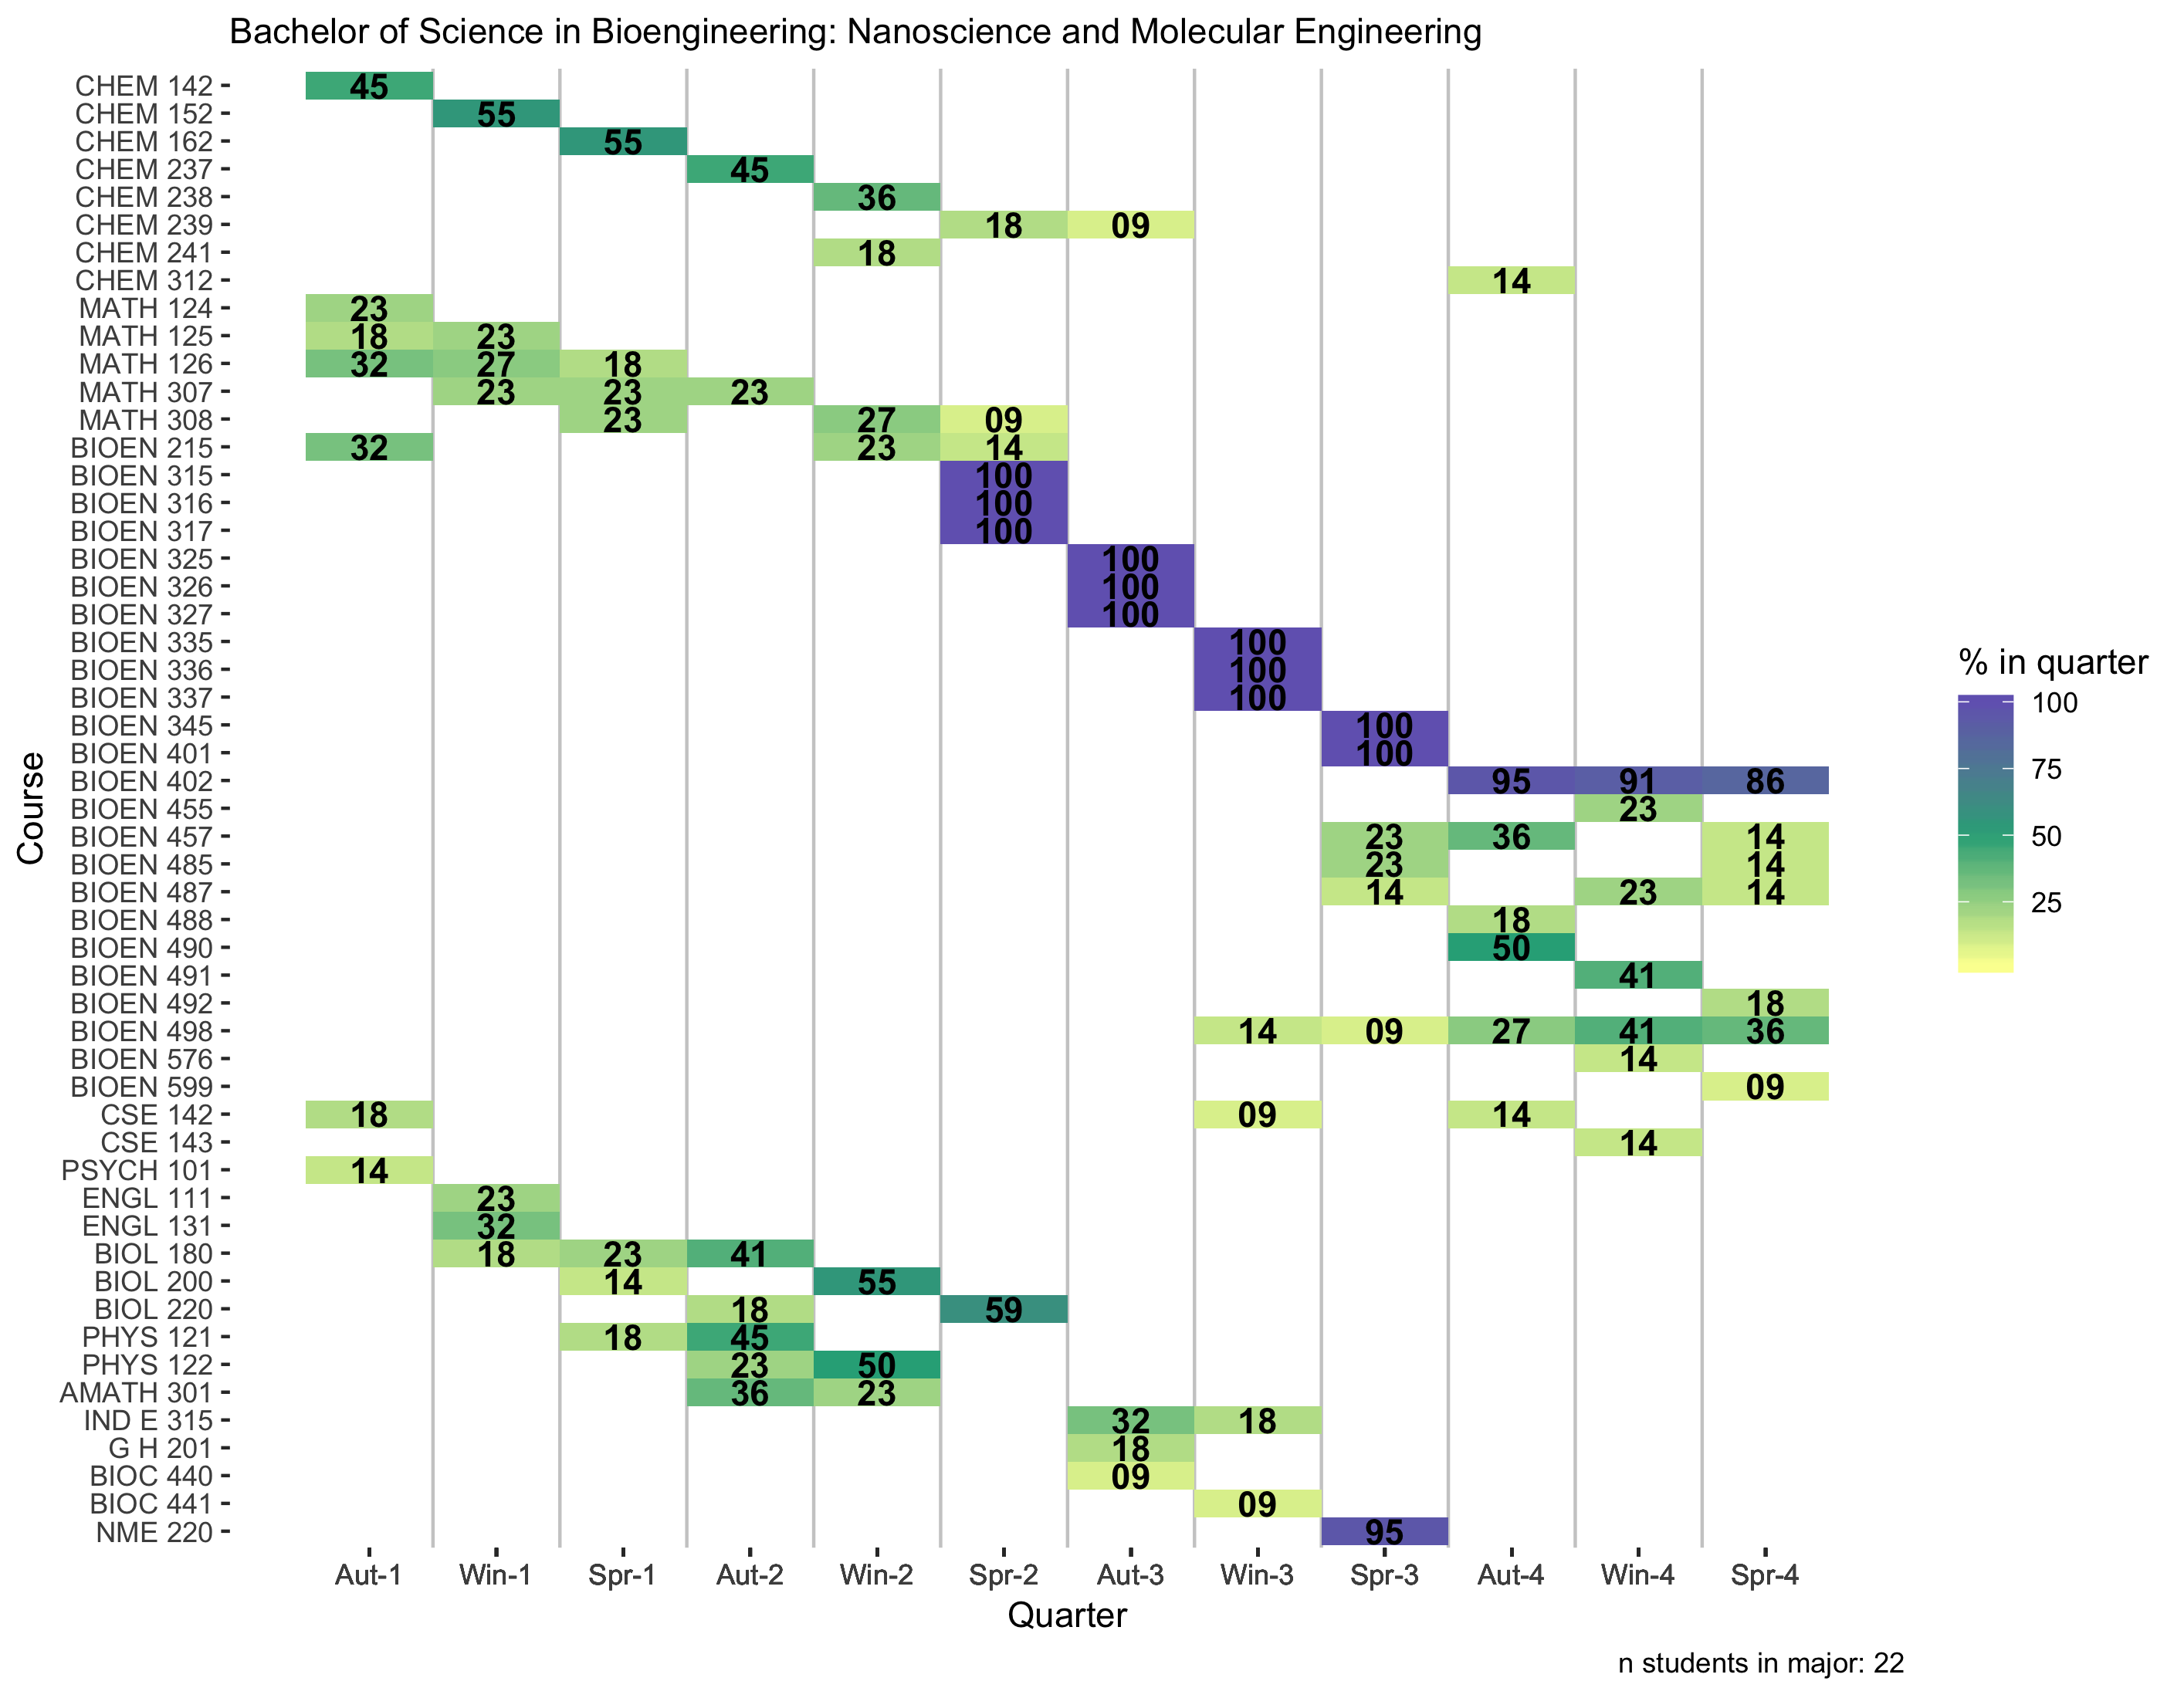 Bachelor of Science in Bioengineering: Nanoscience and Molecular Engineering
CHEM 142 45
CHEM 152 55
CHEM 162 55
CHEM 237 45
CHEM 238 36
CHEM 239 18 09
CHEM 241 18
CHEM 312 14
MATH 124 23
MATH 125 18 23
MATH 126 32 27 18
MATH 307 23 23 23
MATH 308 23 27 09
BIOEN 215 32 23 14
BIOEN 315 100
BIOEN 316 100
BIOEN 317 100
BIOEN 325 100
BIOEN 326 100
BIOEN 327 100
BIOEN 335 100
BIOEN 336 100
BIOEN 337 100
BIOEN 345 100
BIOEN 401 100
BIOEN 402 95 91 86
BIOEN 455 23
BIOEN 457 23 36 14
BIOEN 485 23 14
BIOEN 487 14 23 14
BIOEN 488 18
BIOEN 490 50
BIOEN 491 41
BIOEN 492 18
BIOEN 498 14 09 27 41 36
BIOEN 576 14
BIOEN 599 09
CSE 142 18 09 14
CSE 143 14
PSYCH 101 14
ENGL 111 23
ENGL 131 32
BIOL 180 18 23 41
BIOL 200 14 55
BIOL 220 18 59
PHYS 121 18 45
PHYS 122 23 50
AMATH 301 36 23
IND E 315 32 18
G H 201 18
BIOC 440 09
BIOC 441 09
NME 220 95
Course
Aut-1 Win-1 Spr-1 Aut-2 Win-2 Spr-2 Aut-3 Win-3 Spr-3 Aut-4 Win-4 Spr-4
Quarter
% in quarter
100
75
50
25
n students in major: 22